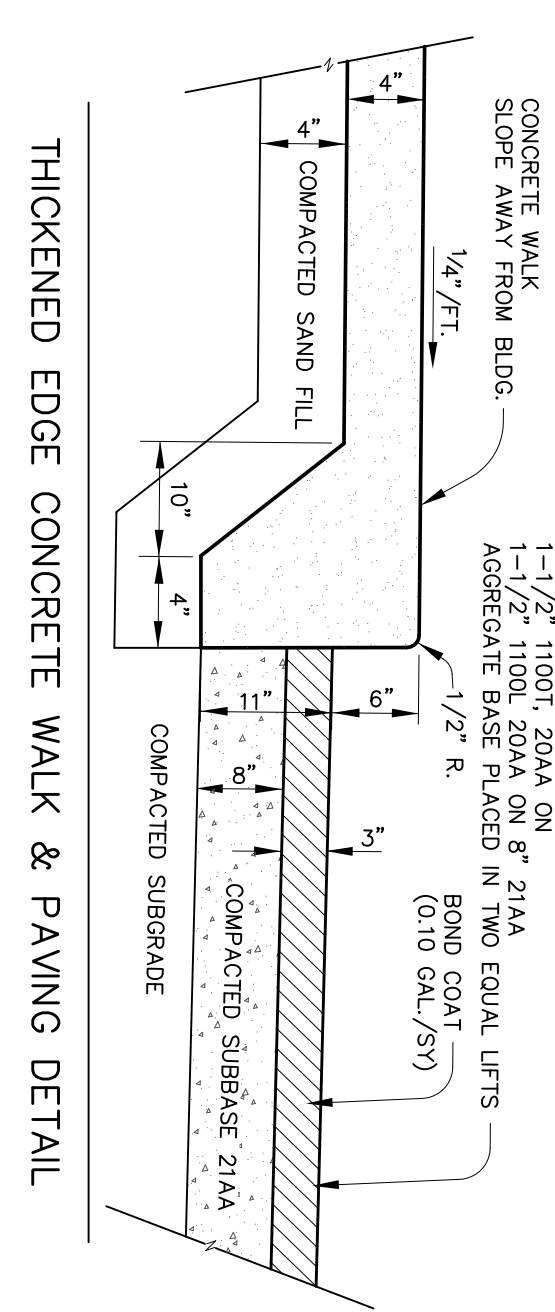 CONCRETE WALK
SLOPE AWAY FROM BLDG.
1-1/2" 1100T, 20AA ON
1-1/2" 1100L 20AA ON 8" 21AA
AGGREGATE BASE PLACED IN TWO EQUAL LIFTS
1/4"/FT.
1/2" R.
BOND COAT
(0.10 GAL./SY)
4"
6"
3"
4"
COMPACTED SAND FILL
11"
8"
COMPACTED SUBBASE 21AA
10"
4"
COMPACTED SUBGRADE
THICKENED EDGE CONCRETE WALK & PAVING DETAIL